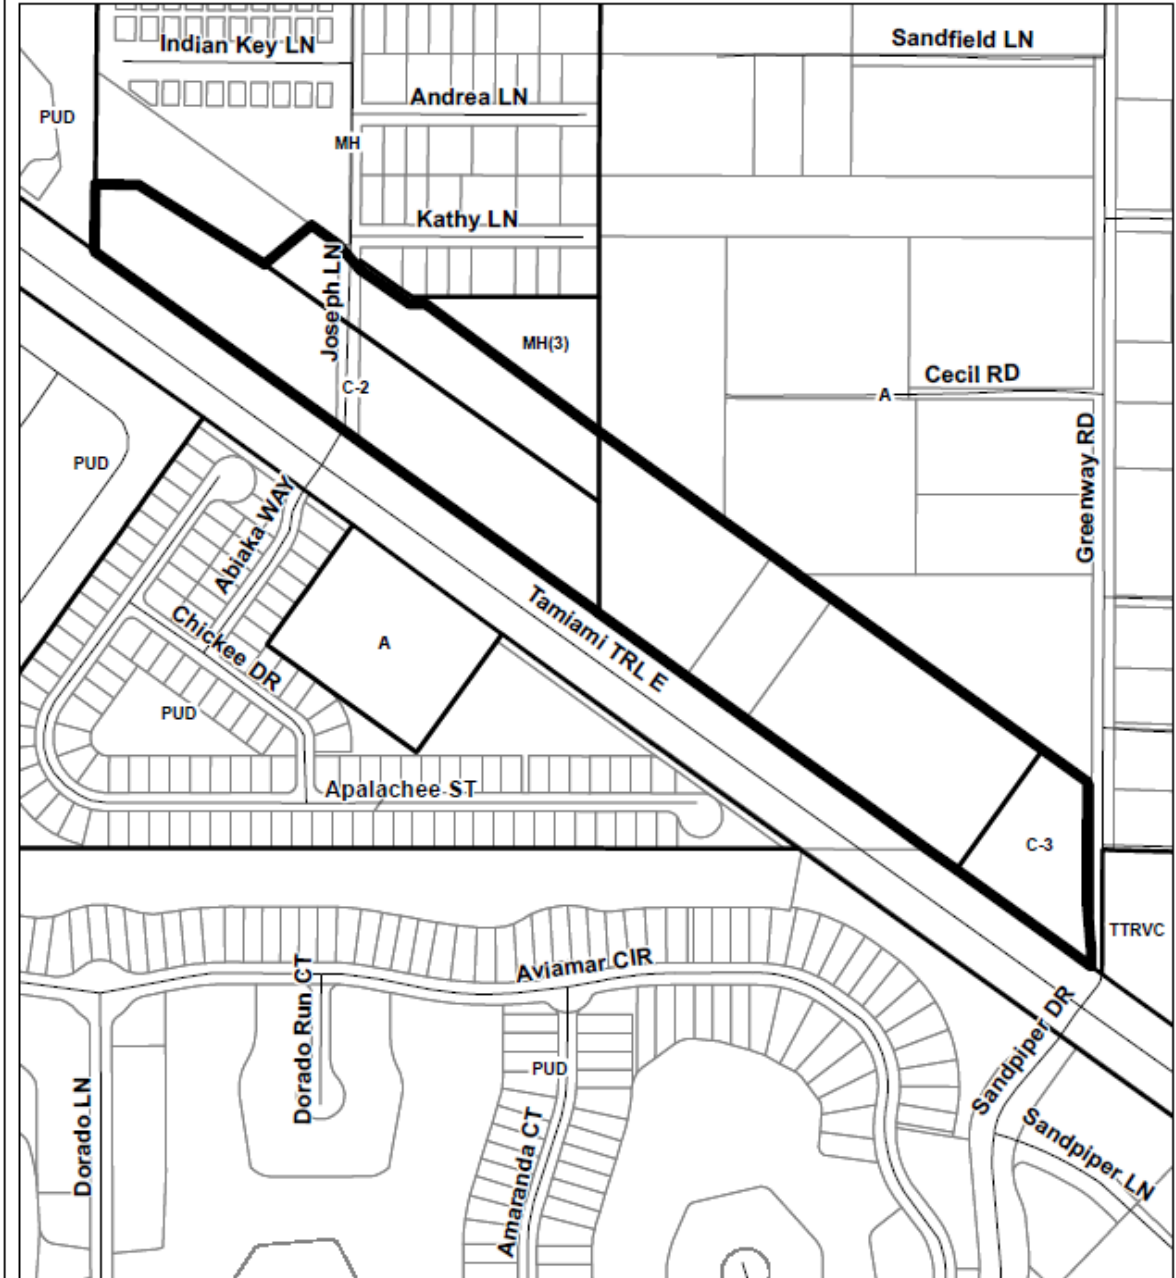 Indian Key LN
Sandfield LN
Andrea LN
PUD
MH
Kathy LN
Joseph LN
MH(3)
Cecil RD
C-2
A
Greenway RD
PUD
Abiaka WAY
Tamiami TRL E
Chickee DR
A
PUD
Apalachee ST
C-3
TTRVC
Aviamar CIR
Dorado Run CT
Sandpiper DR
PUD
Dorado LN
Amaranda CT
Sandpiper LN